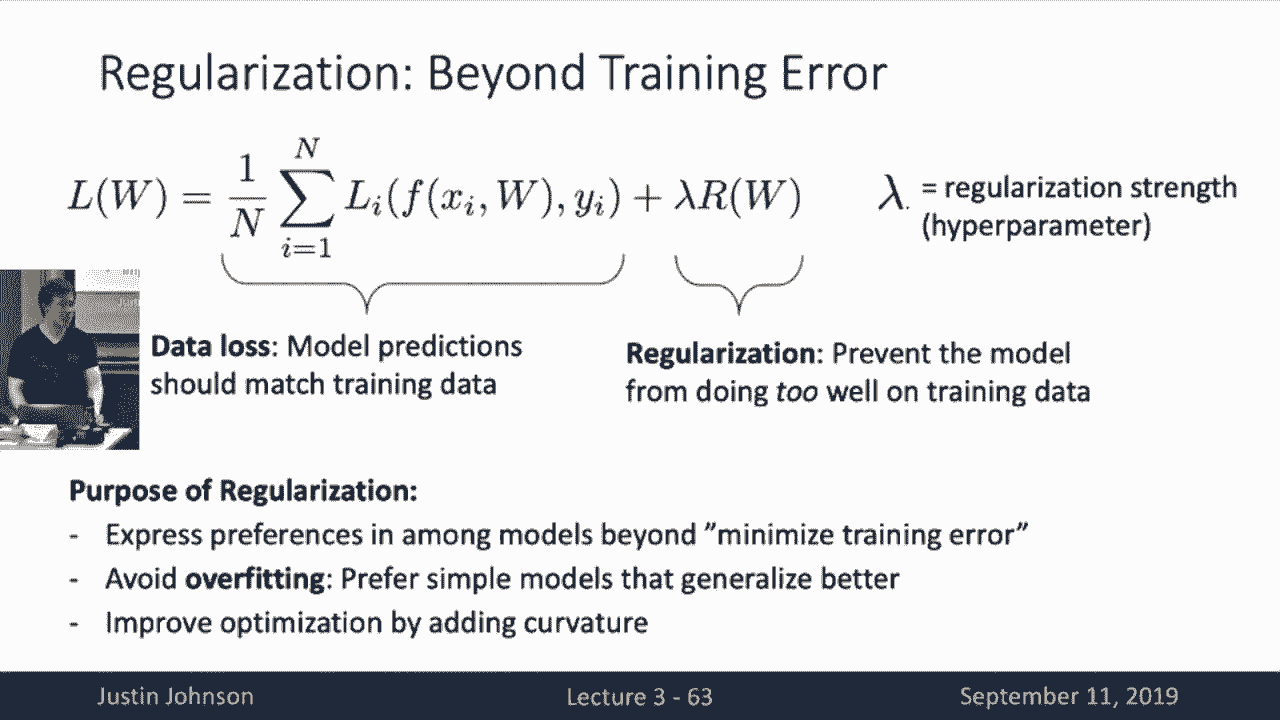 Regularization: Beyond Training Error
L(W) = \frac{1}{N} \sum_{i=1}^{N} L_i(f(x_i, W), y_i) + λR(W)
λ = regularization strength
(hyperparameter)
Data loss: Model predictions
should match training data
Regularization: Prevent the model
from doing too well on training data
Purpose of Regularization:
- Express preferences in among models beyond ”minimize training error”
- Avoid overfitting: Prefer simple models that generalize better
- Improve optimization by adding curvature
Justin Johnson
Lecture 3 - 63
September 11, 2019